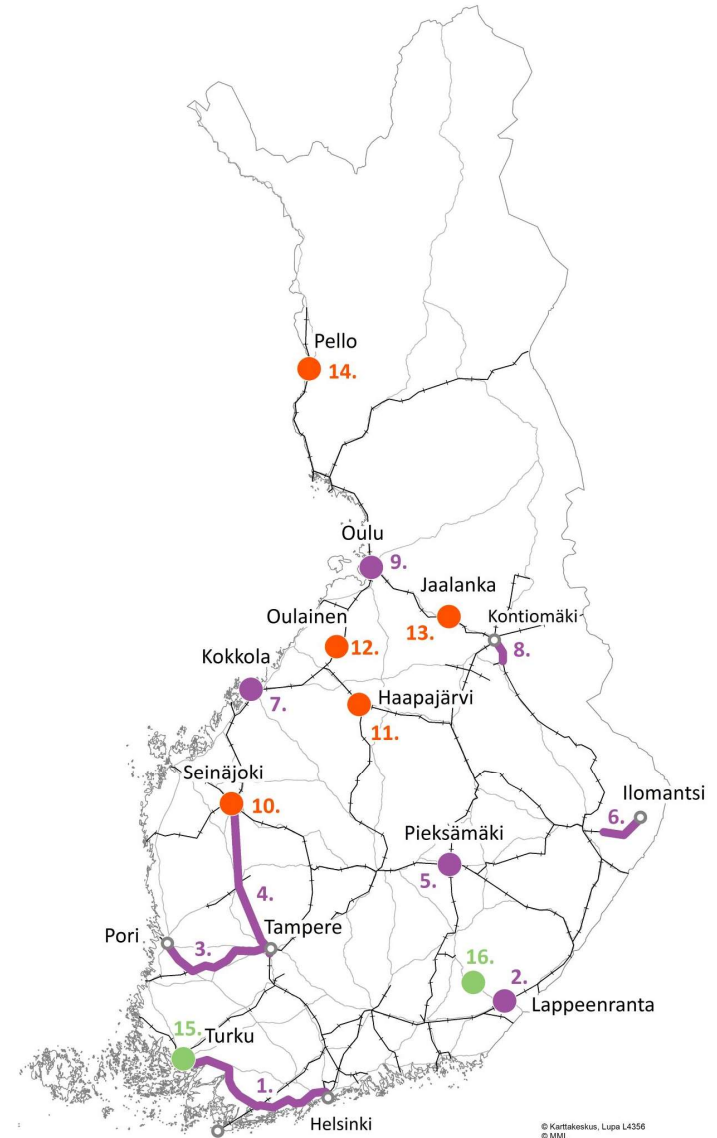 Pello
14.
Oulu
9.
Jaalanka
13.
Oulainen
12.
Kontiomäki
8.
Kokkola
7.
Haapajärvi
11.
Seinäjoki
10.
Ilomantsi
6.
Pieksämäki
5.
4.
Tampere
Pori
3.
16.
2.
Lappeenranta
15.
Turku
1.
Helsinki
© Karttakeskus, Lupa L4356
© MML